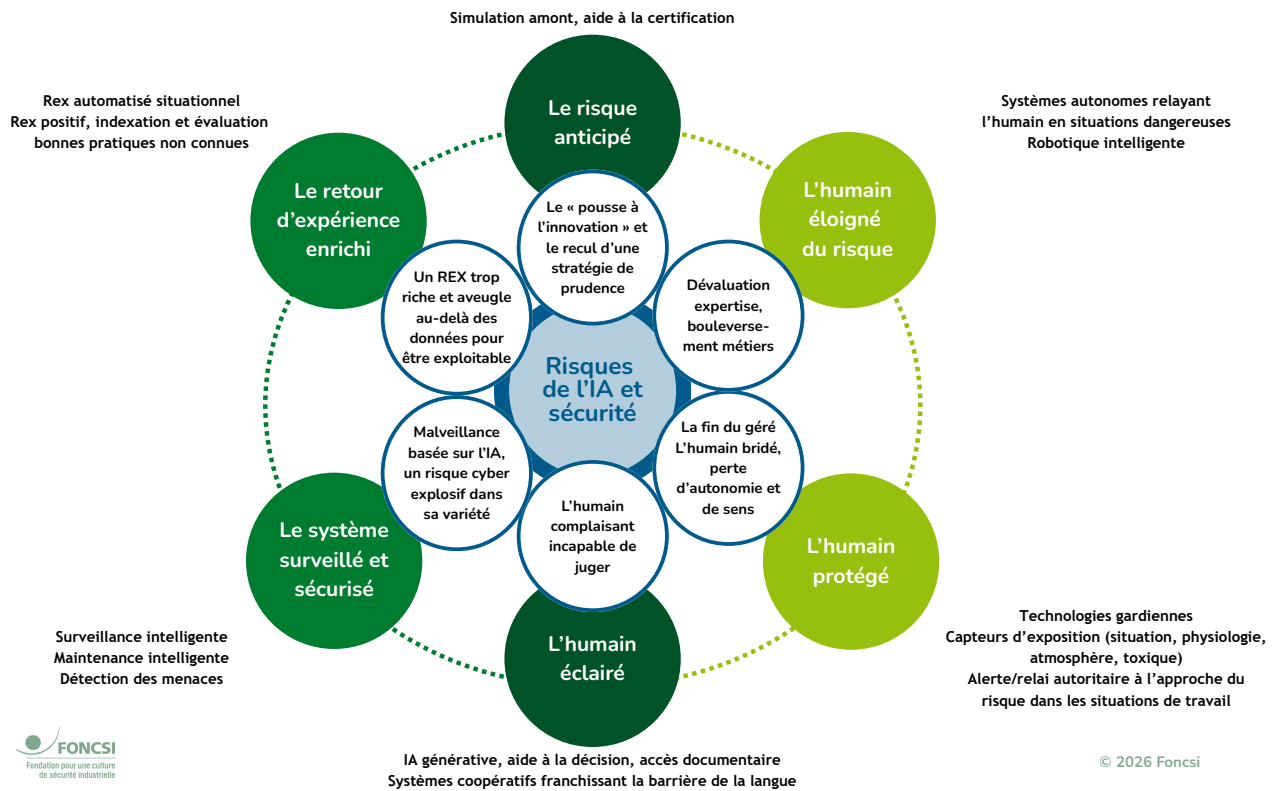 Simulation amont, aide à la certification
Le risque
anticipé
Rex automatisé situationnel
Rex positif, indexation et évaluation
bonnes pratiques non connues
Systèmes autonomes relayant
l'humain en situations dangereuses
Robotique intelligente
Le retour
d'expérience
enrichi
L'humain
éloigné
du risque
Le « pousse à
l'innovation » et
le recul d'une
stratégie de
prudence
Un REX trop
riche et aveugle
au-delà des
données pour
être exploitable
Dévaluation
expertise,
bouleverse-
ment métiers
Risques
de l'IA et
sécurité
Malveillance
basée sur l'IA,
un risque cyber
explosif dans
sa variété
La fin du géré
L'humain bridé,
perte
d'autonomie et
de sens
L'humain
complaisant
incapable de
juger
Le système
surveillé et
sécurisé
L'humain
protégé
L'humain
éclairé
Surveillance intelligente
Maintenance intelligente
Détection des menaces
Technologies gardiennes
Capteurs d'exposition (situation, physiologie,
atmosphère, toxique)
Alerte/relai autoritaire à l'approche du
risque dans les situations de travail
IA générative, aide à la décision, accès documentaire
Systèmes coopératifs franchissant la barrière de la langue
FONCSI
Fondation pour une culture
de sécurité industrielle
© 2026 Foncsi